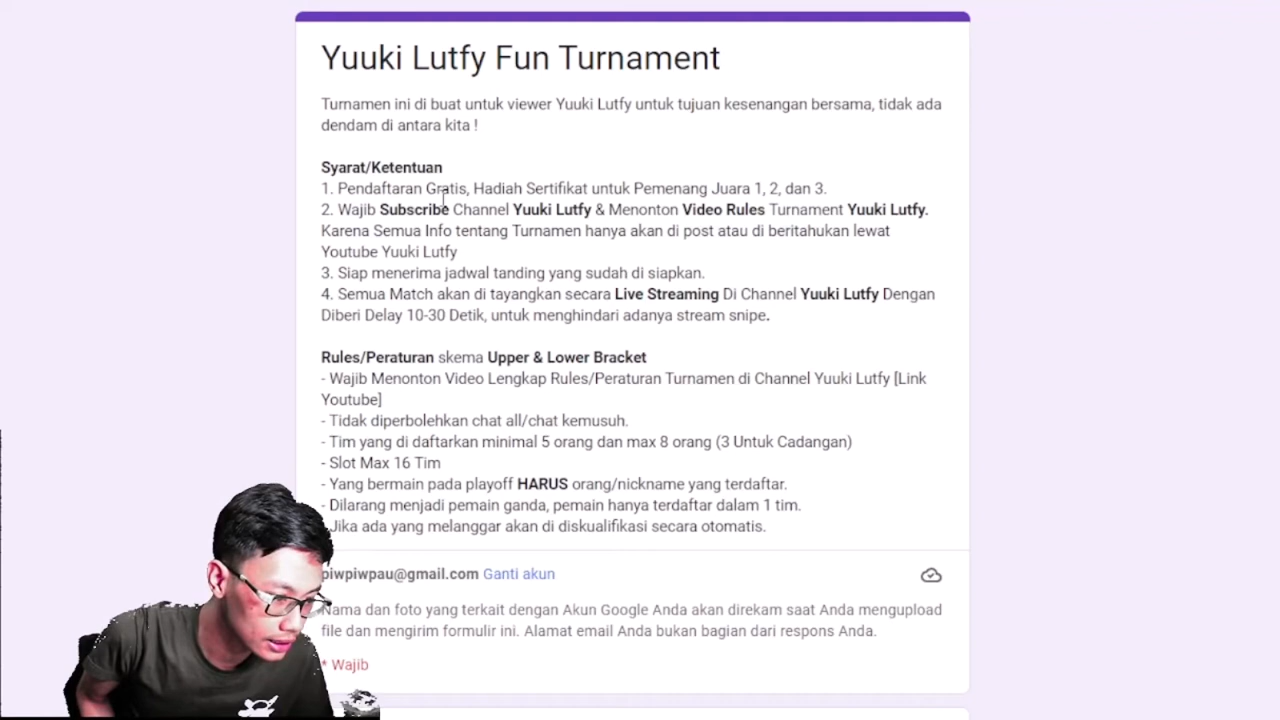 Yuuki Lutfy Fun Turnament
Turnamen ini di buat untuk viewer Yuuki Lutfy untuk tujuan kesenangan bersama, tidak ada
dendam di antara kita !
Syarat/Ketentuan
1. Pendaftaran Gratis, Hadiah Sertifikat untuk Pemenang Juara 1, 2, dan 3.
2. Wajib Subscribe Channel Yuuki Lutfy & Menonton Video Rules Turnament Yuuki Lutfy.
Karena Semua Info tentang Turnamen hanya akan di post atau di beritahukan lewat
Youtube Yuuki Lutfy
3. Siap menerima jadwal tanding yang sudah di siapkan.
4. Semua Match akan di tayangkan secara Live Streaming Di Channel Yuuki Lutfy Dengan
Diberi Delay 10-30 Detik, untuk menghindari adanya stream snipe.
Rules/Peraturan skema Upper & Lower Bracket
- Wajib Menonton Video Lengkap Rules/Peraturan Turnamen di Channel Yuuki Lutfy [Link
Youtube]
- Tidak diperbolehkan chat all/chat kemusuh.
- Tim yang di daftarkan minimal 5 orang dan max 8 orang (3 Untuk Cadangan)
- Slot Max 16 Tim
- Yang bermain pada playoff HARUS orang/nickname yang terdaftar.
- Dilarang menjadi pemain ganda, pemain hanya terdaftar dalam 1 tim.
Jika ada yang melanggar akan di diskualifikasi secara otomatis.
piwpiwpau@gmail.com Ganti akun
Nama dan foto yang terkait dengan Akun Google Anda akan direkam saat Anda mengupload
file dan mengirim formulir ini. Alamat email Anda bukan bagian dari respons Anda.
* Wajib